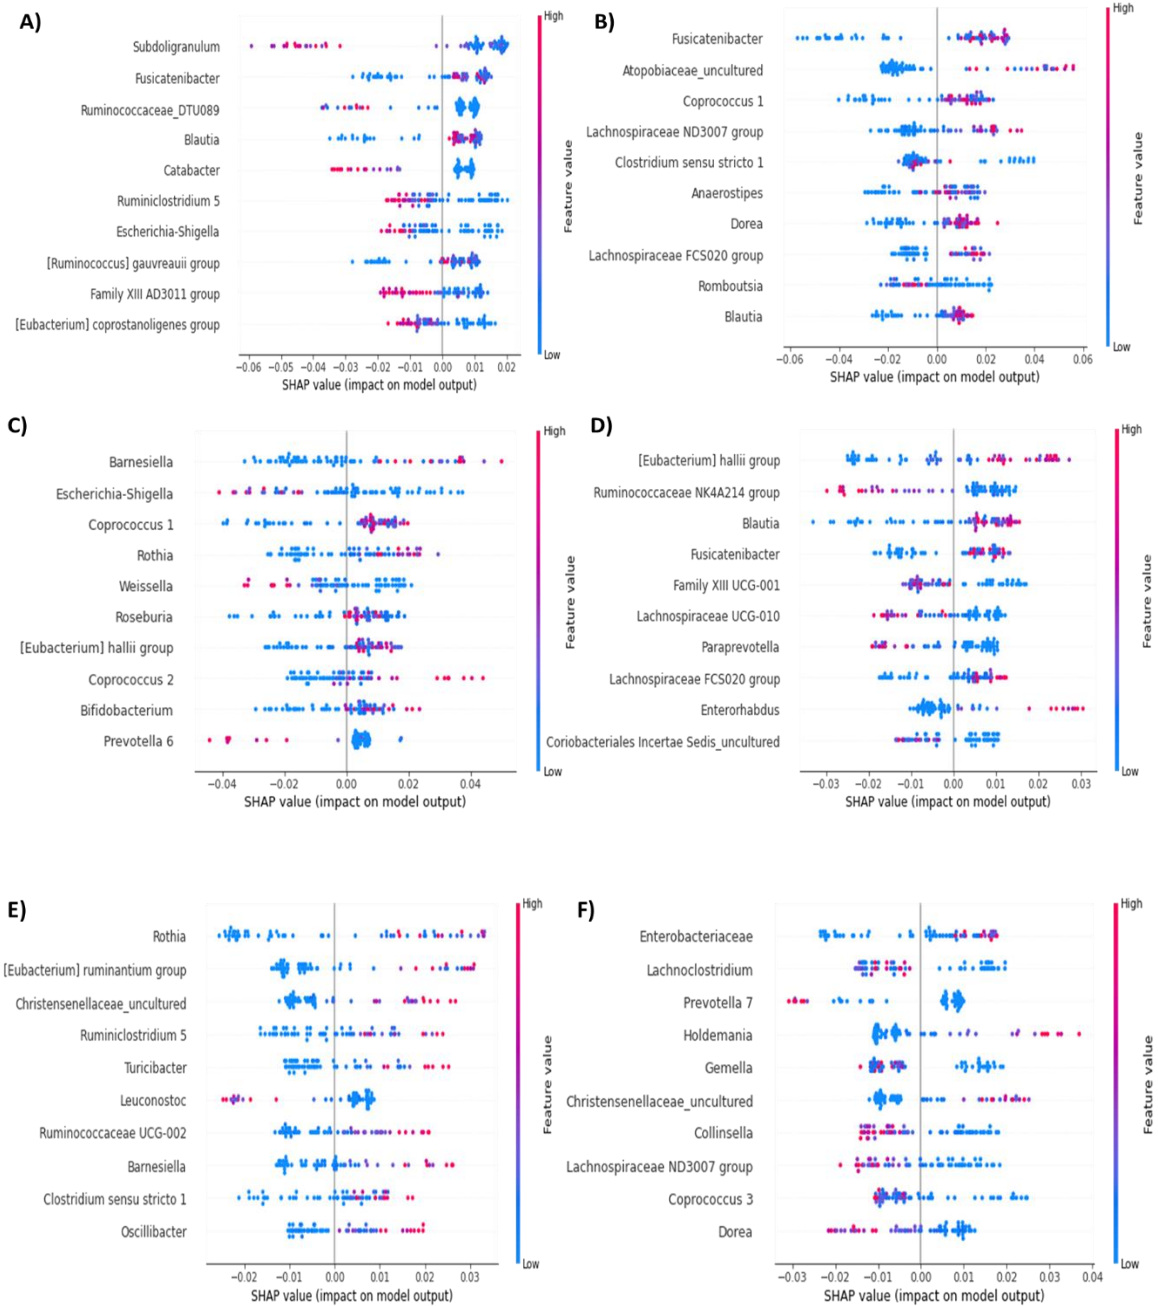 A)
High
Subdoligranulum
Fusicatenibacter
Ruminococcaceae_DTU089
Blautia
Catabacter
Ruminiclostridium 5
Escherichia-Shigella
[Ruminococcus] gauvreauii group
Family XIII AD3011 group
[Eubacterium] coprostanoligenes group
Feature value
Low
−0.06 −0.05 −0.04 −0.03 −0.02 −0.01 0.00 0.01 0.02
SHAP value (impact on model output)
B)
High
Fusicatenibacter
Atopobiaceae_uncultured
Coprococcus 1
Lachnospiraceae ND3007 group
Clostridium sensu stricto 1
Anaerostipes
Dorea
Lachnospiraceae FCS020 group
Romboutsia
Blautia
Feature value
Low
−0.06 −0.04 −0.02 0.00 0.02 0.04 0.06
SHAP value (impact on model output)
C)
High
Barnesiella
Escherichia-Shigella
Coprococcus 1
Rothia
Weissella
Roseburia
[Eubacterium] hallii group
Coprococcus 2
Bifidobacterium
Prevotella 6
Feature value
Low
−0.04 −0.02 0.00 0.02 0.04
SHAP value (impact on model output)
D)
High
[Eubacterium] hallii group
Ruminococcaceae NK4A214 group
Blautia
Fusicatenibacter
Family XIII UCG-001
Lachnospiraceae UCG-010
Paraprevotella
Lachnospiraceae FCS020 group
Enterorhabdus
Coriobacteriales Incertae Sedis_uncultured
Feature value
Low
−0.03 −0.02 −0.01 0.00 0.01 0.02 0.03
SHAP value (impact on model output)
E)
High
Rothia
[Eubacterium] ruminantium group
Christensenellaceae_uncultured
Ruminiclostridium 5
Turicibacter
Leuconostoc
Ruminococcaceae UCG-002
Barnesiella
Clostridium sensu stricto 1
Oscillibacter
Feature value
Low
−0.02 −0.01 0.00 0.01 0.02 0.03
SHAP value (impact on model output)
F)
High
Enterobacteriaceae
Lachnoclostridium
Prevotella 7
Holdemania
Gemella
Christensenellaceae_uncultured
Collinsella
Lachnospiraceae ND3007 group
Coprococcus 3
Dorea
Feature value
Low
−0.03 −0.02 −0.01 0.00 0.01 0.02 0.03 0.04
SHAP value (impact on model output)